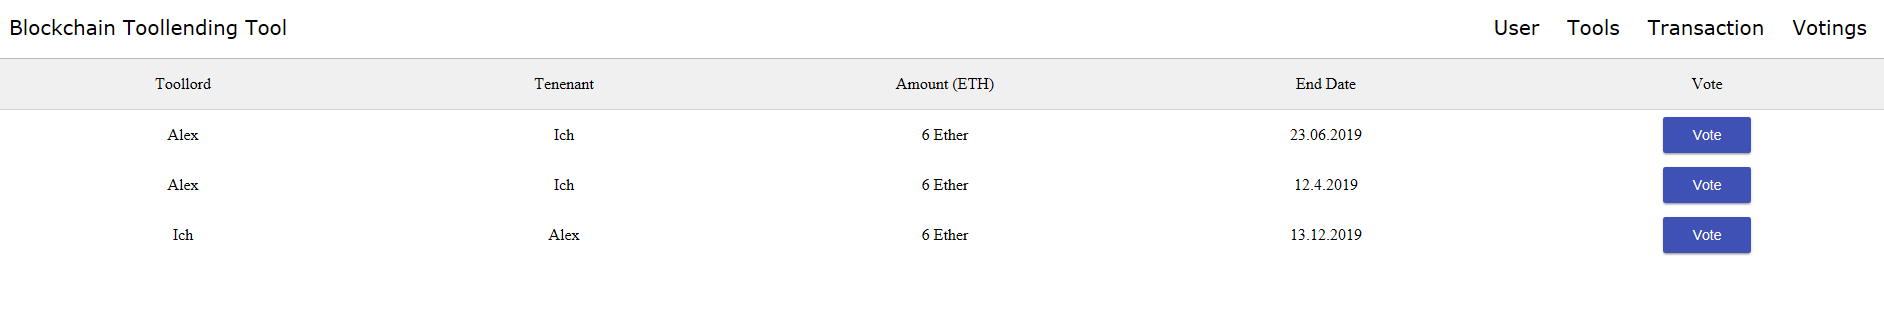 Blockchain Toollending Tool User Tools Transaction Votings
Toollord Tenenant Amount (ETH) End Date Vote
Alex Ich 6 Ether 23.06.2019 Vote
Alex Ich 6 Ether 12.4.2019 Vote
Ich Alex 6 Ether 13.12.2019 Vote